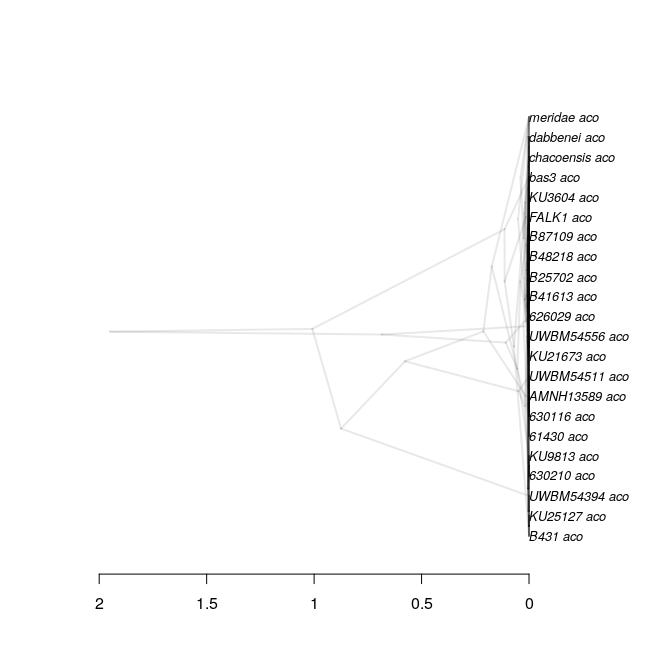 meridae aco
dabbenei aco
chacoensis aco
bas3 aco
KU3604 aco
FALK1 aco
B87109 aco
B48218 aco
B25702 aco
B41613 aco
626029 aco
UWBM54556 aco
KU21673 aco
UWBM54511 aco
AMNH13589 aco
630116 aco
61430 aco
KU9813 aco
630210 aco
UWBM54394 aco
KU25127 aco
B431 aco
2 1.5 1 0.5 0